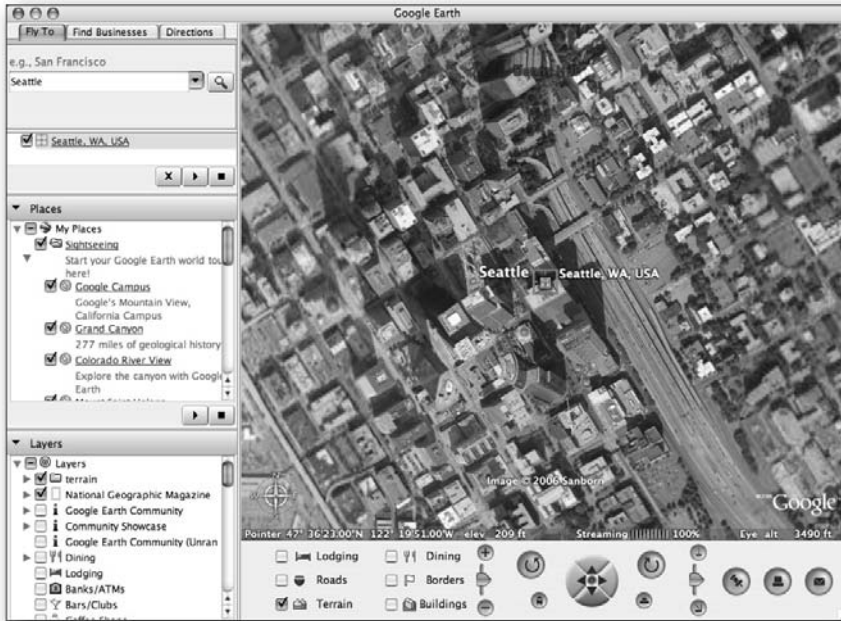 Google Earth
Fly To
Find Businesses
Directions
e.g., San Francisco
Seattle
Seattle, WA, USA
Places
My Places
Sightseeing
Start your Google Earth world tou
here!
Google Campus
Google's Mountain View,
California Campus
Grand Canyon
277 miles of geological history
Colorado River View
Explore the canyon with Googl
Earth
Layers
Layers
terrain
National Geographic Magazine
Google Earth Community
Community Showcase
Google Earth Community (Unran
Dining
Lodging
Banks/ATMs
Bars/Clubs
Seattle
Seattle, WA, USA
N
Image © 2006 Sanborn
Google
Pointer 47° 36'23.00"N 122° 19'51.00"W elev 209 ft Streaming 100% Eye alt 3490 ft
Lodging
Dining
Roads
Borders
Terrain
Buildings